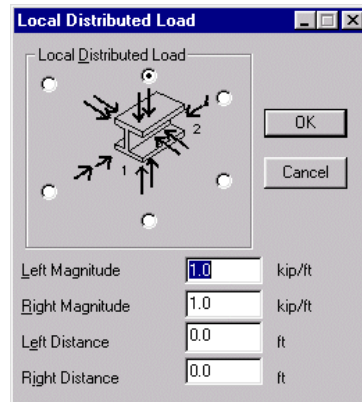 Local Distributed Load
Local Distributed Load
2
1
OK
Cancel
Left Magnitude 1.0 kip/ft
Right Magnitude 1.0 kip/ft
Left Distance 0.0 ft
Right Distance 0.0 ft